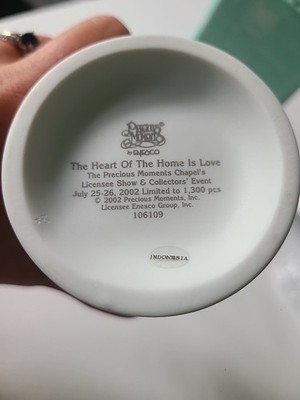 Precious
Moments®
by ENESCO
The Heart Of The Home Is Love
The Precious Moments Chapel's
Licensee Show & Collectors' Event
July 25-26, 2002 Limited to 1,300 pcs
© 2002 Precious Moments, Inc.
Licensee Enesco Group, Inc.
106109
INDONESIA